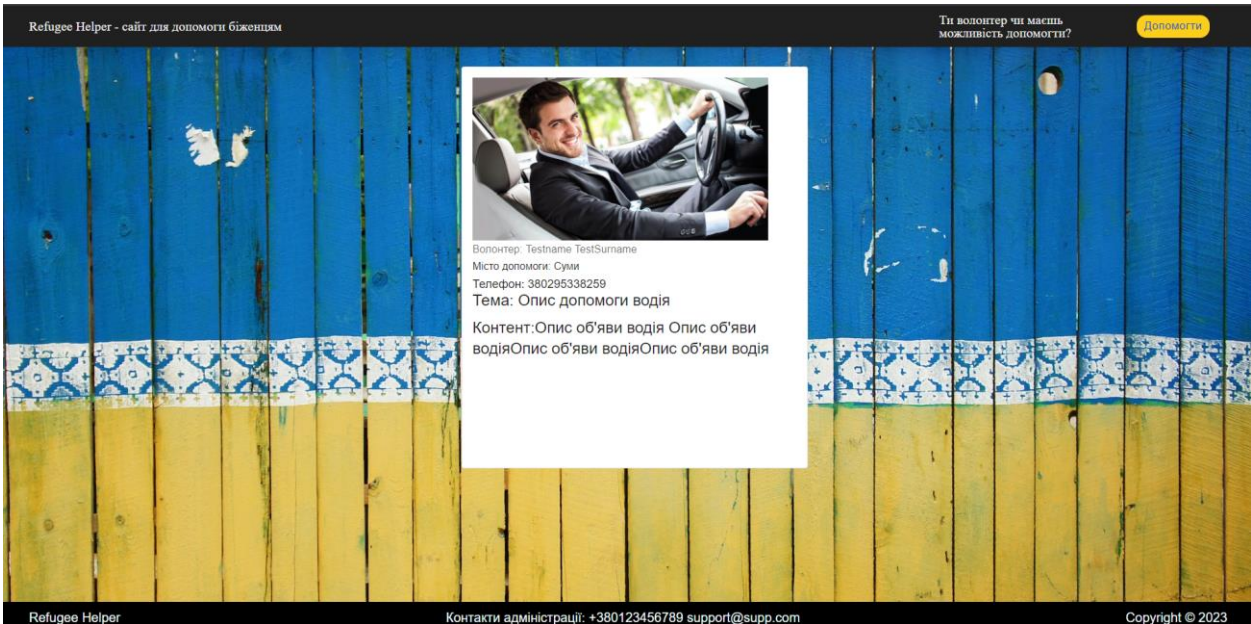 Refugee Helper - сайт для допомоги біженцям
Ти волонтер чи маєшь
можливість допомогти?
Допомогти
Волонтер: Testname TestSurname
Місто допомоги: Суми
Телефон: 380295338259
Тема: Опис допомоги водія
Контент:Опис об'яви водія Опис об'яви
водіяОпис об'яви водіяОпис об'яви водія
Refugee Helper
Контакти адміністрації: +380123456789 support@supp.com
Copyright © 2023